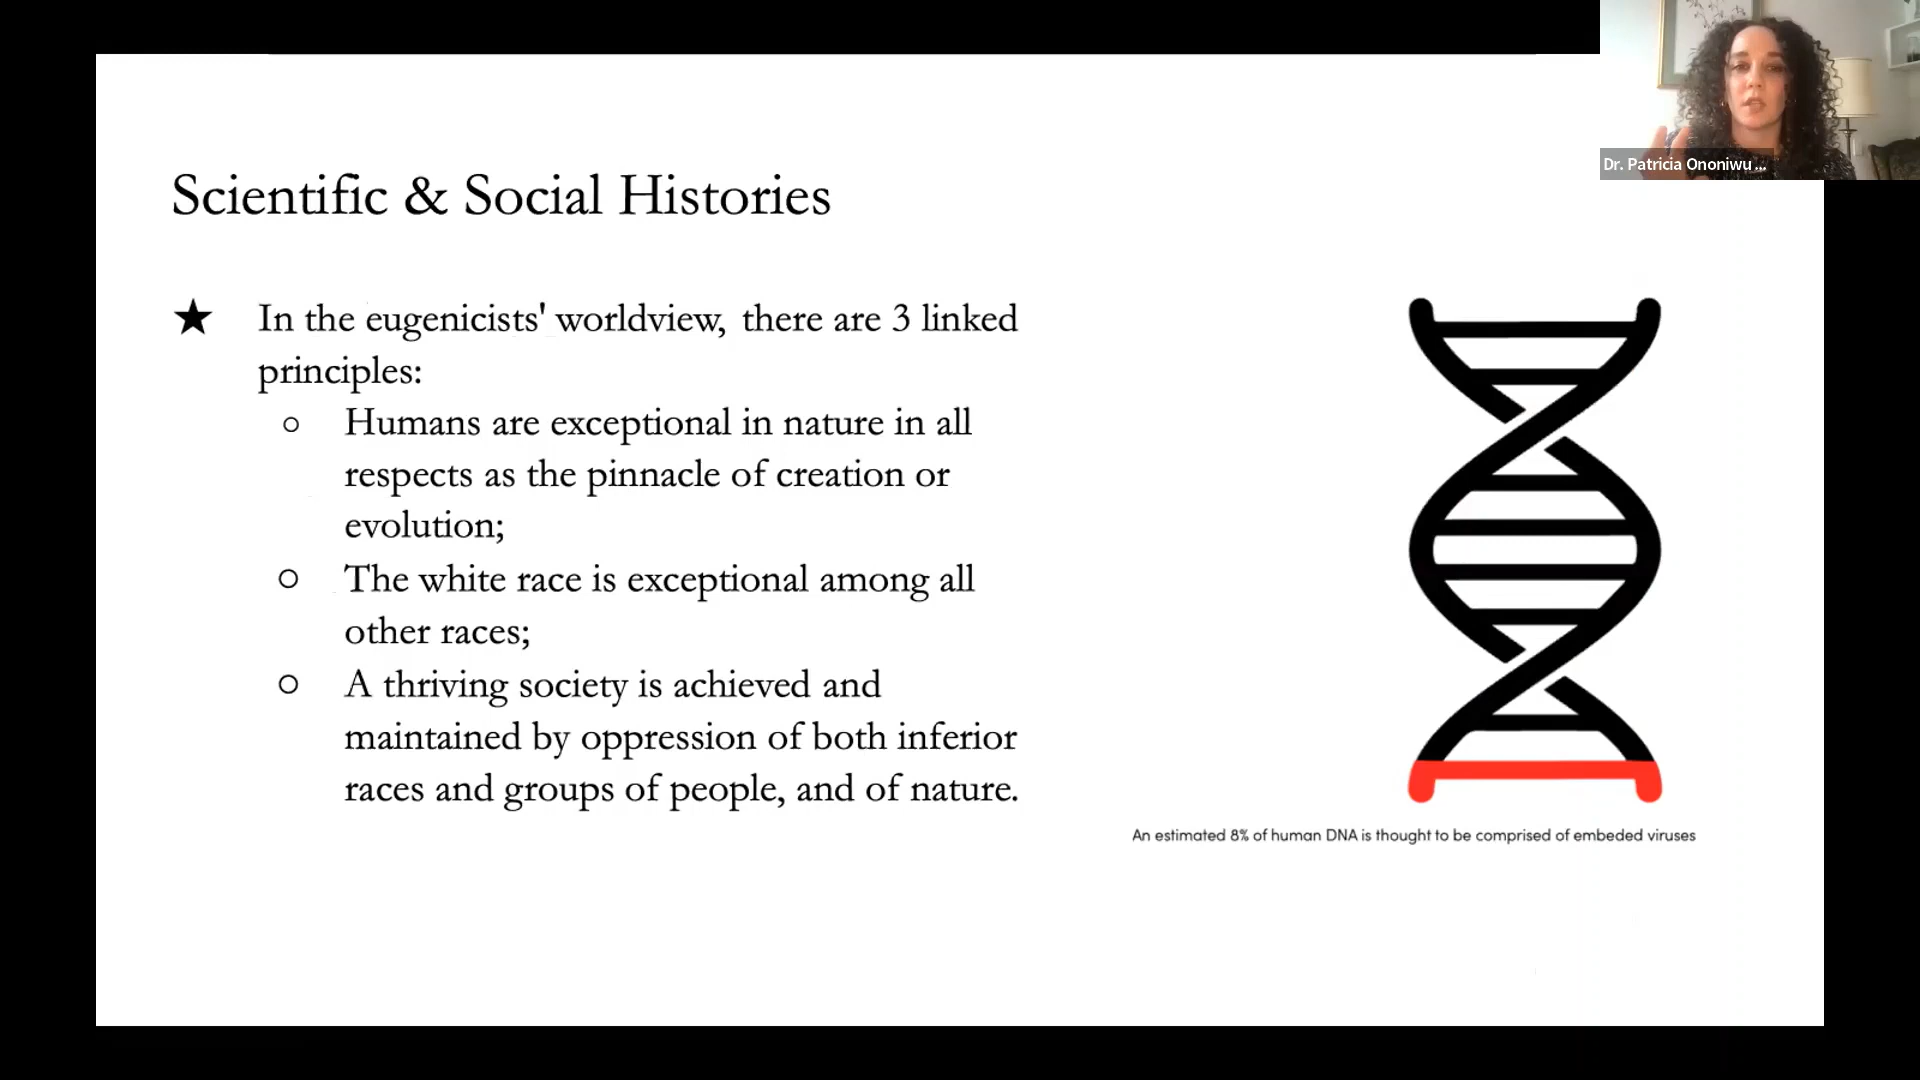 Dr. Patricia Ononiwu ...
Scientific & Social Histories
★ In the eugenicists' worldview, there are 3 linked
principles:
○ Humans are exceptional in nature in all
respects as the pinnacle of creation or
evolution;
○ The white race is exceptional among all
other races;
○ A thriving society is achieved and
maintained by oppression of both inferior
races and groups of people, and of nature.
An estimated 8% of human DNA is thought to be comprised of embeded viruses